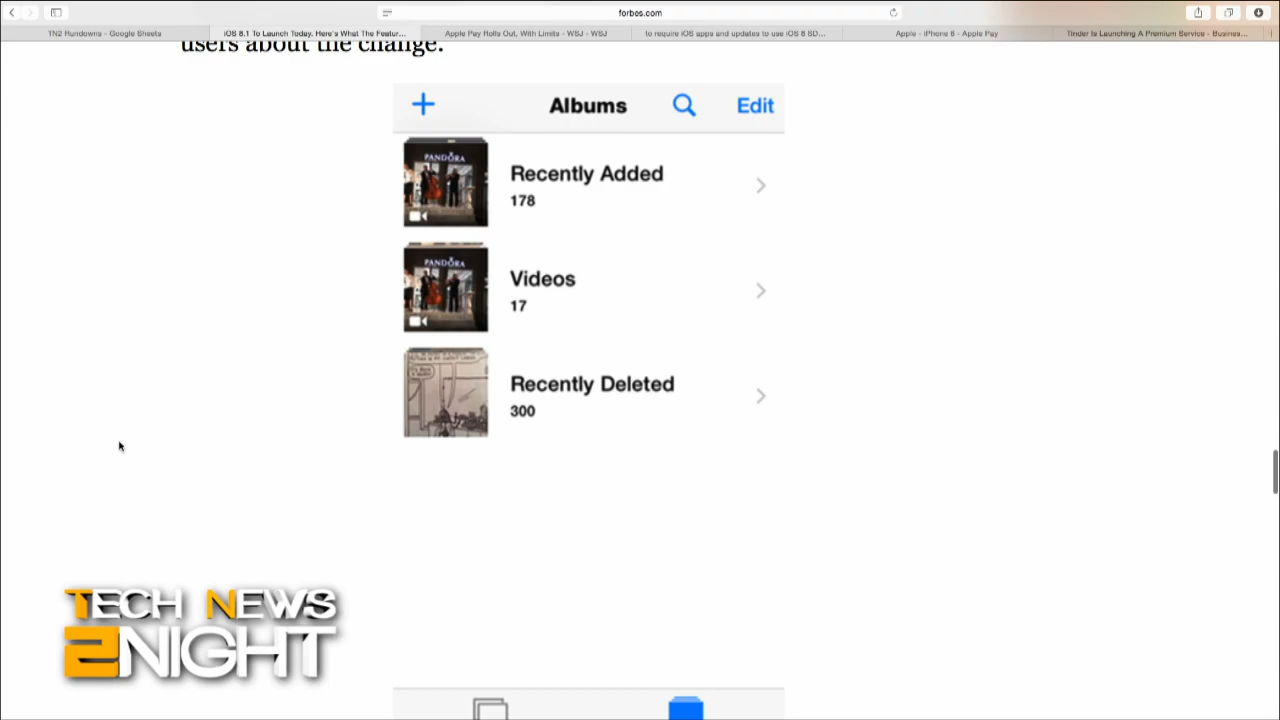 forbes.com
TN2 Rundowns - Google Sheets
iOS 8.1 To Launch Today. Here's What The Featur...
Apple Pay Rolls Out, With Limits - WSJ - WSJ
to require iOS apps and updates to use iOS 8 SD...
Apple - iPhone 6 - Apple Pay
Tinder Is Launching A Premium Service - Busines...
users about the change.
Albums
Edit
PANDORA
Recently Added
178
PANDORA
Videos
17
Recently Deleted
300
TECH NEWS
2NIGHT